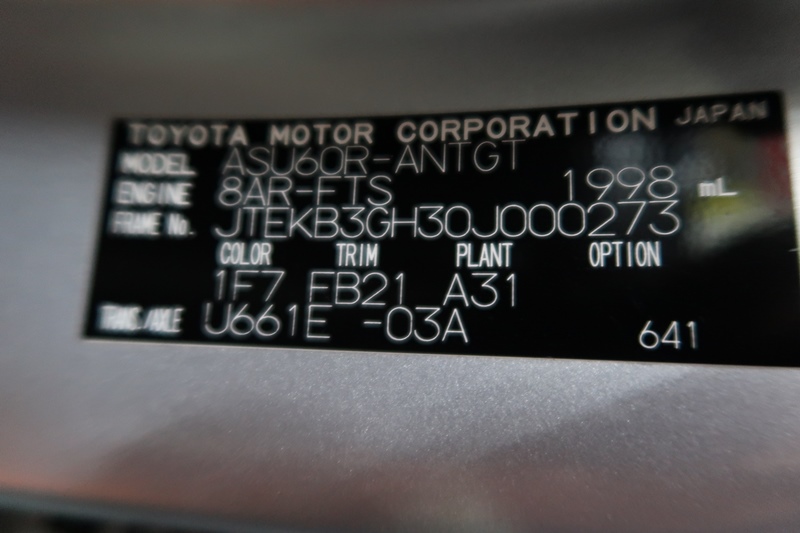 TOYOTA MOTOR CORPORATION JAPAN
MODEL ASU60R-ANTGT
ENGINE 8AR-FTS 1998 mL
FRAME No. JTEKB3GH30J000273
COLOR TRIM PLANT OPTION
1F7 EB21 A31
TRANS./AXLE U661E -03A 641